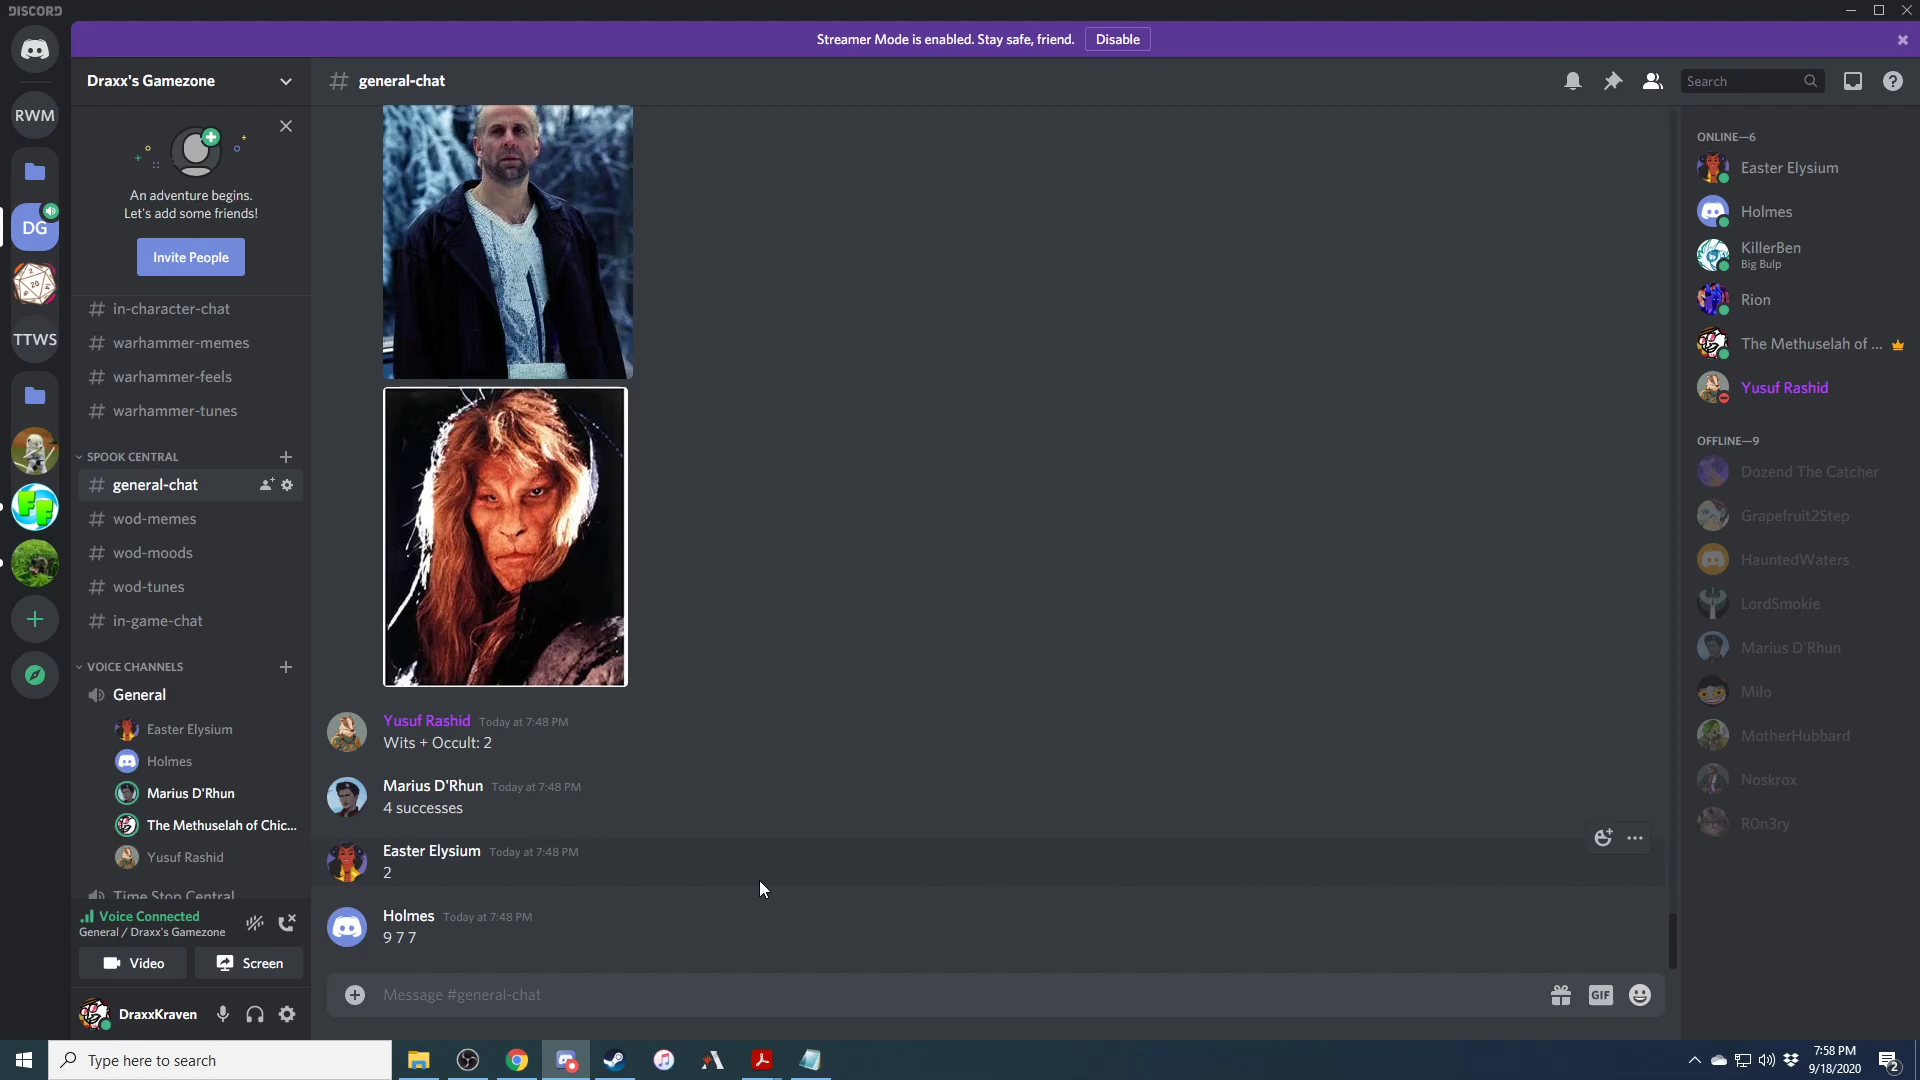 DISCORD
Streamer Mode is enabled. Stay safe, friend.
Disable
RWM
DG
20
TTWS
FF
Draxx's Gamezone
An adventure begins.
Let's add some friends!
Invite People
in-character-chat
warhammer-memes
warhammer-feels
warhammer-tunes
SPOOK CENTRAL
general-chat
wod-memes
wod-moods
wod-tunes
in-game-chat
VOICE CHANNELS
General
Easter Elysium
Holmes
Marius D'Rhun
The Methuselah of Chic...
Yusuf Rashid
Time Stop Central
Voice Connected
General / Draxx's Gamezone
Video
Screen
DraxxKraven
# general-chat
Search
Yusuf Rashid Today at 7:48 PM
Wits + Occult: 2
Marius D'Rhun Today at 7:48 PM
4 successes
Easter Elysium Today at 7:48 PM
2
Holmes Today at 7:48 PM
9 7 7
Message #general-chat
GIF
ONLINE—6
Easter Elysium
Holmes
KillerBen
Big Bulp
Rion
The Methuselah of ...
Yusuf Rashid
OFFLINE—9
Dozend The Catcher
Grapefruit2Step
HauntedWaters
LordSmokie
Marius D'Rhun
Milo
MotherHubbard
Noskrox
R0n3ry
Type here to search
7:58 PM
9/18/2020
2